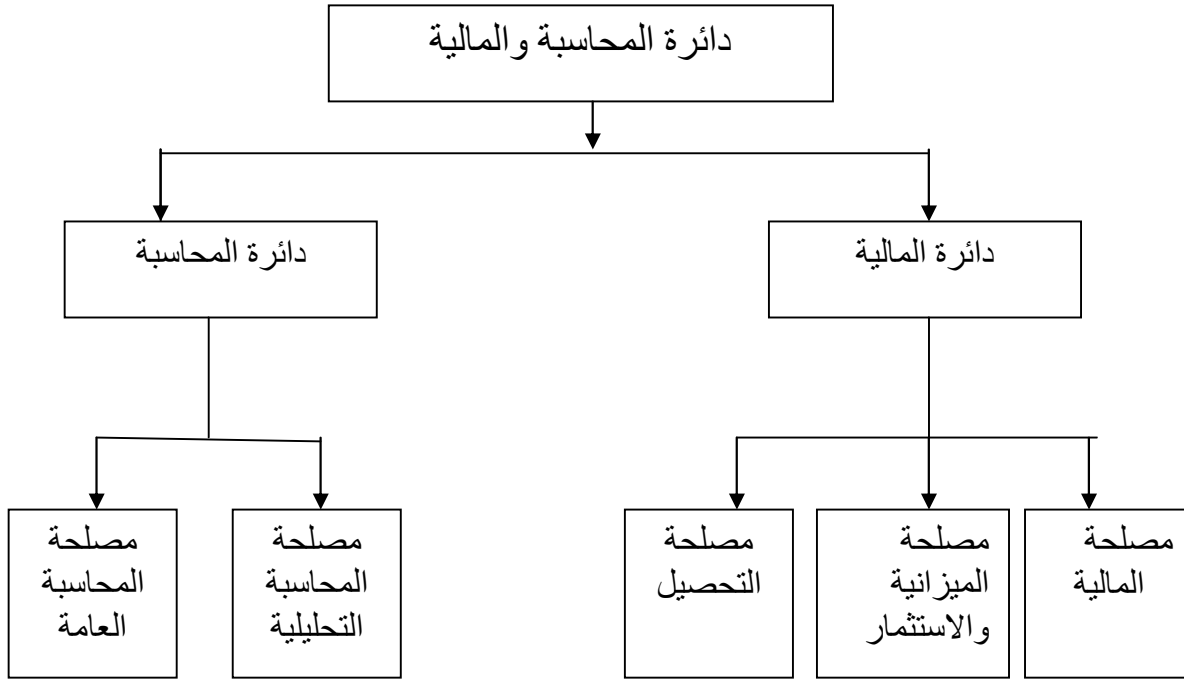 دائرة المحاسبة والمالية
دائرة المالية
دائرة المحاسبة
مصلحة
المالية
مصلحة
الميزانية
والاستثمار
مصلحة
التحصيل
مصلحة
المحاسبة
التحليلية
مصلحة
المحاسبة
العامة